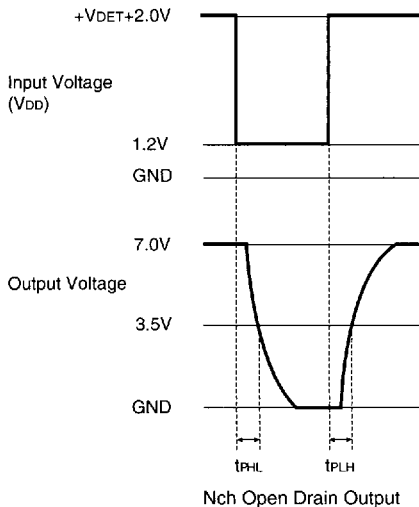 +VDET+2.0V
Input Voltage
(VDD)
1.2V
GND
7.0V
Output Voltage
3.5V
GND
tPHL
tPLH
Nch Open Drain Output